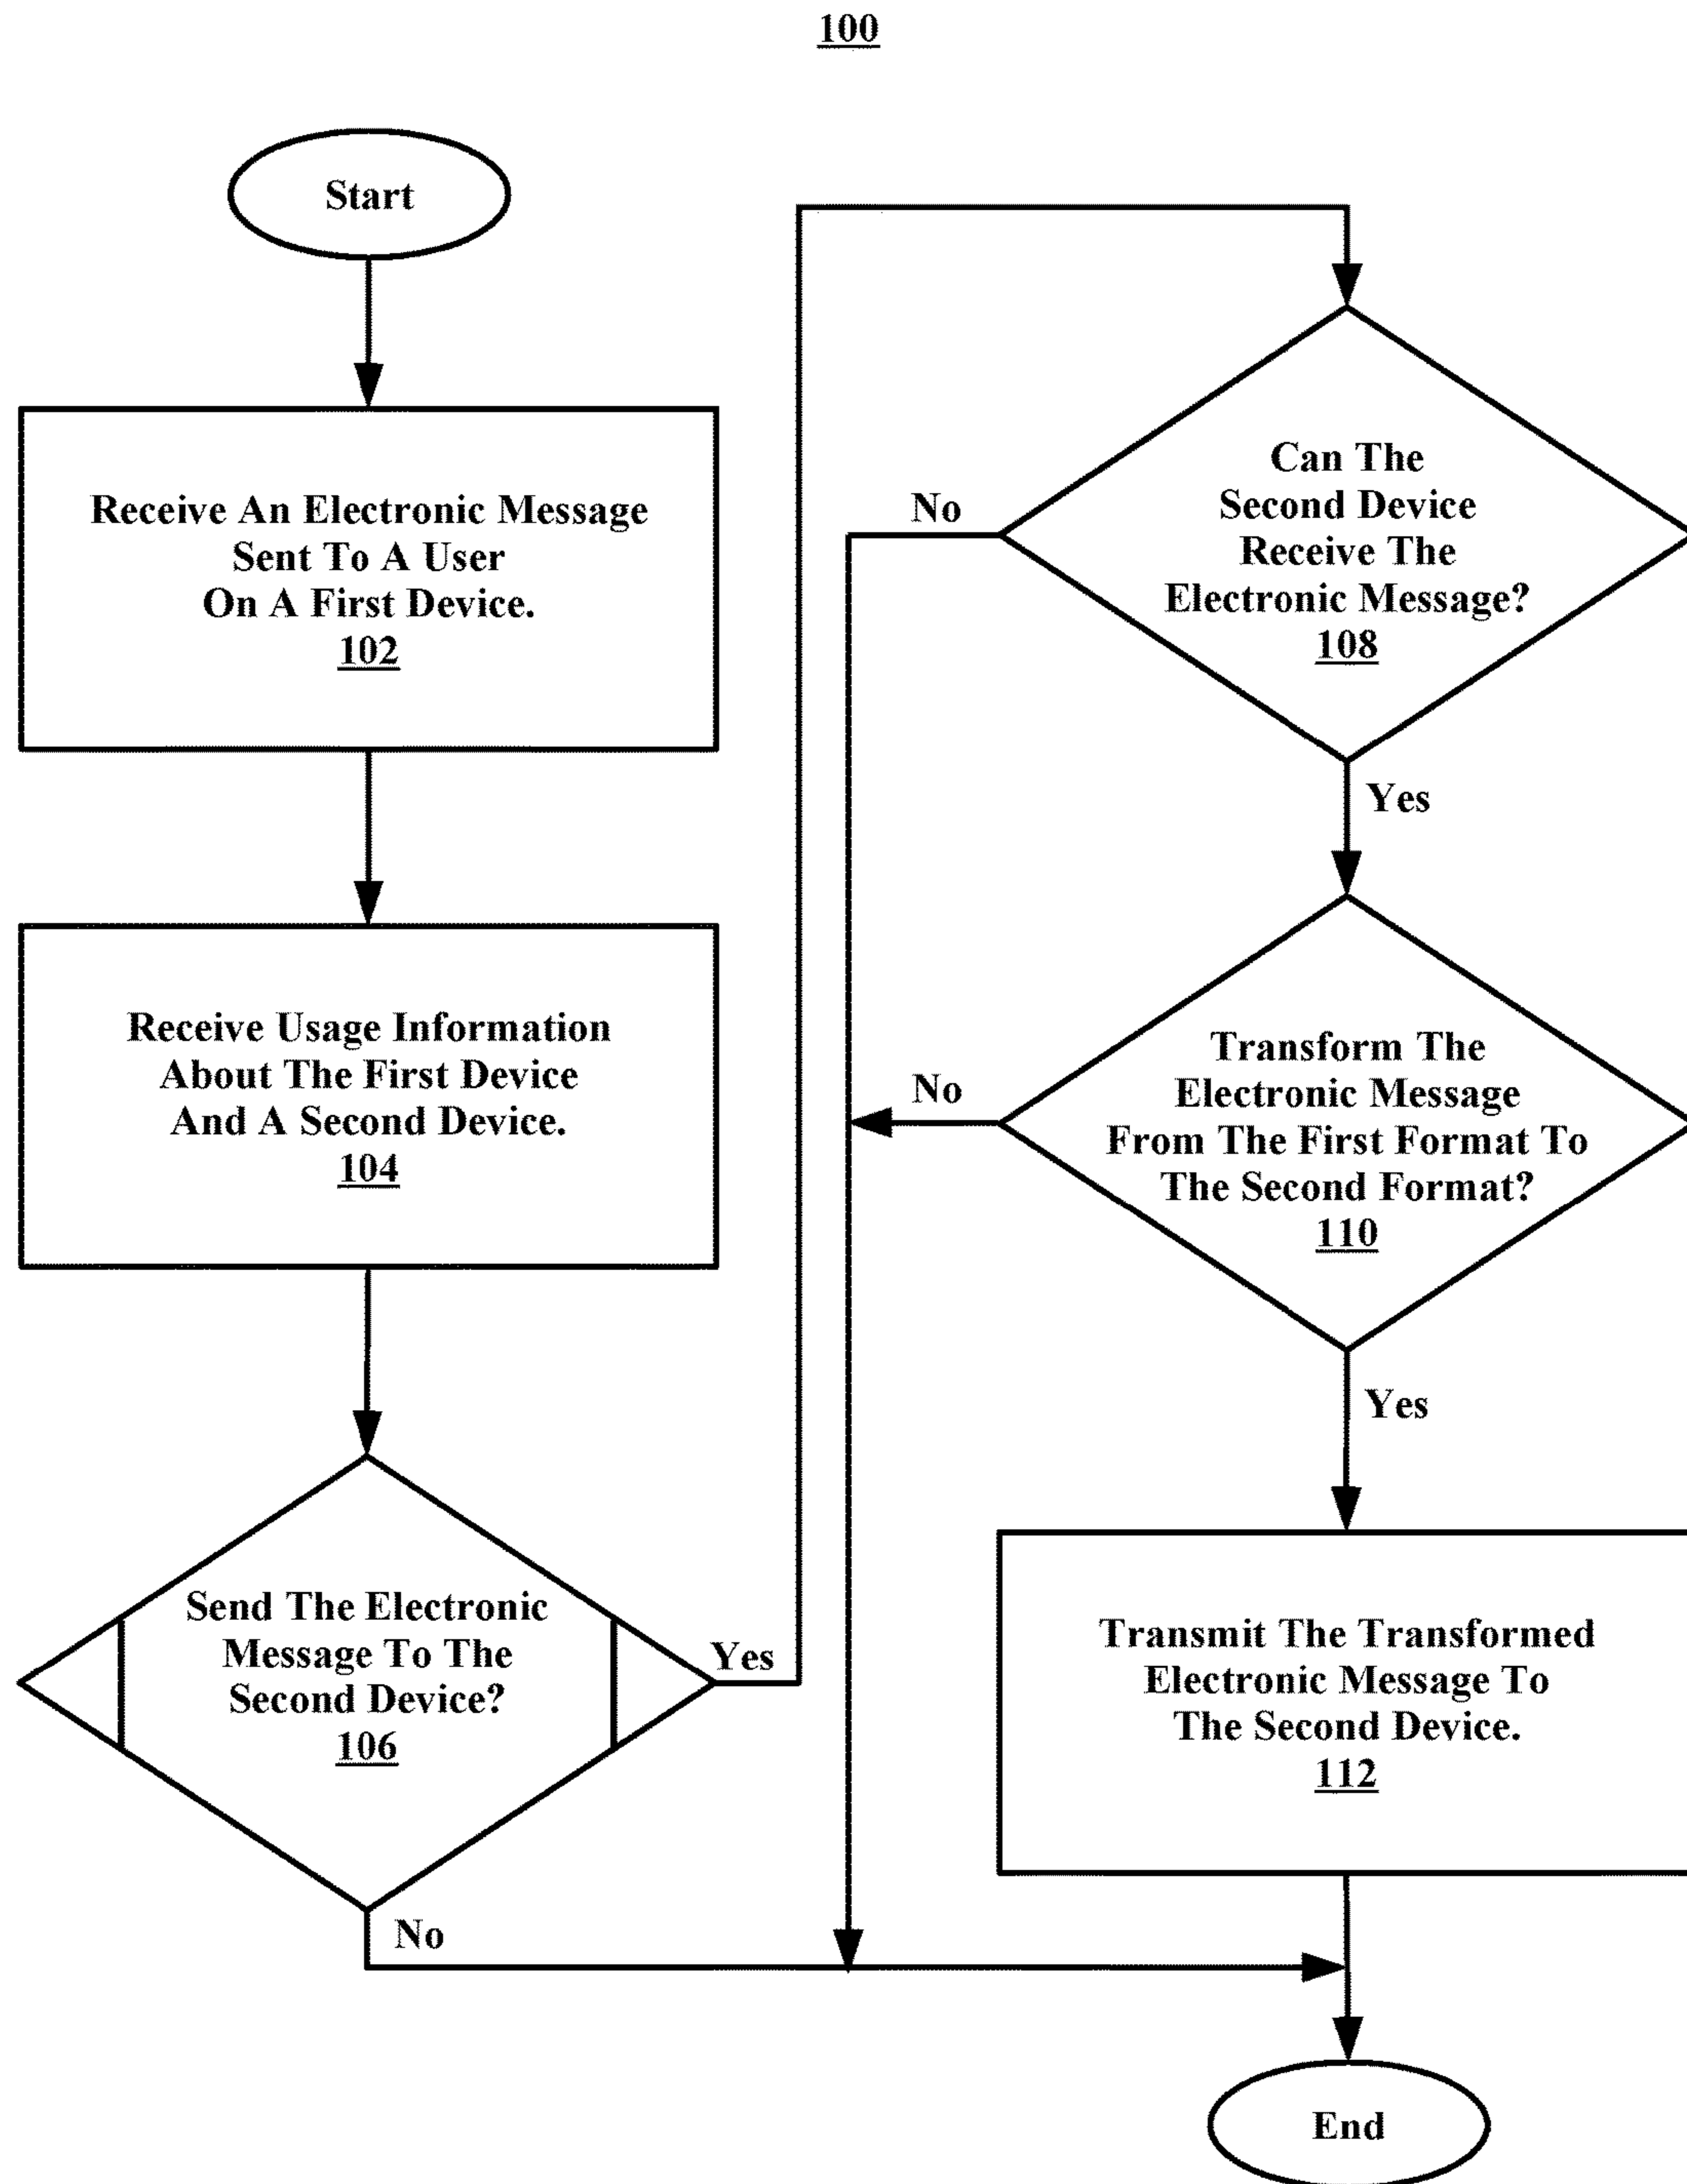 100
Start
Receive An Electronic Message
Sent To A User
On A First Device.
102
Receive Usage Information
About The First Device
And A Second Device.
104
Send The Electronic
Message To The
Second Device?
106
Yes
No
Can The
Second Device
Receive The
Electronic Message?
108
No
Yes
Transform The
Electronic Message
From The First Format To
The Second Format?
110
No
Yes
Transmit The Transformed
Electronic Message To
The Second Device.
112
End